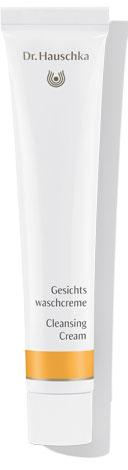 Dr. Hauschka
Gesichts
waschcreme
Cleansing
Cream